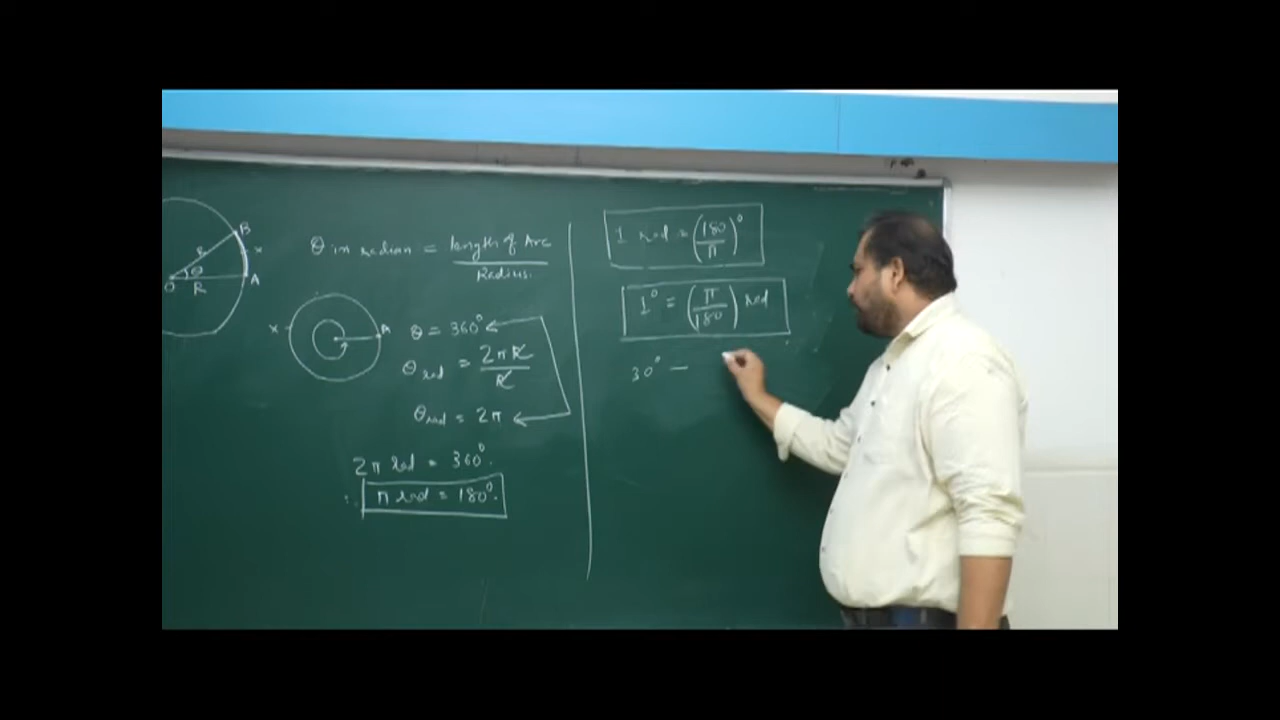 B
R
θ
x
O
R
A
θ in radian = length of Arc
Radius.
x
A
θ = 360°
θ rad = 2πR
R
θ rad = 2π
2π rad = 360°.
∴ π rad = 180°.
1 rad = (180/π)°
1° = (π/180) rad
30° —